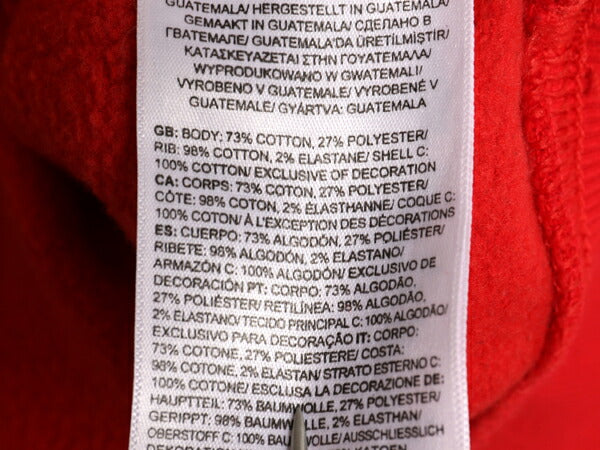 GUATEMALA/ HERGESTELLT IN GUATEMALA/
GEMAAKT IN GUATEMALA/ СДЕЛАНО В
ГВАТЕМАЛЕ/ GUATEMALA'DA ÜRETİLMİŞTİR/
ΚΑΤΑΣΚΕΥΑΖΕΤΑΙ ΣΤΗΝ ΓΟΥΑΤΕΜΑΛΑ/
WYPRODUKOWANO W GWATEMALI/
VYROBENO V GUATEMALE/ VYROBENÉ V
GUATEMALE/ GYÁRTVA: GUATEMALA
GB: BODY: 73% COTTON, 27% POLYESTER/
RIB: 98% COTTON, 2% ELASTANE/ SHELL C:
100% COTTON/ EXCLUSIVE OF DECORATION
CA: CORPS: 73% COTON, 27% POLYESTER/
CÔTE: 98% COTON, 2% ÉLASTHANNE/ COQUE C:
100% COTON/ À L'EXCEPTION DES DÉCORATIONS
ES: CUERPO: 73% ALGODÓN, 27% POLIÉSTER/
RIBETE: 98% ALGODÓN, 2% ELASTANO/
ARMAZÓN C: 100% ALGODÓN/ EXCLUSIVO DE
DECORACIÓN PT: CORPO: 73% ALGODÃO,
27% POLIÉSTER/ RETILÍNEA: 98% ALGODÃO,
2% ELASTANO/TECIDO PRINCIPAL C: 100% ALGODÃO/
EXCLUSIVO PARA DECORAÇÃO IT: CORPO:
73% COTONE, 27% POLIESTERE/ COSTA:
98% COTONE, 2% ELASTAN/ STRATO ESTERNO C:
100% COTONE/ ESCLUSA LA DECORAZIONE DE:
HAUPTTEIL: 73% BAUMWOLLE, 27% POLYESTER/
GERIPPT: 98% BAUMWOLLE, 2% ELASTHAN/
OBERSTOFF C: 100% BAUMWOLLE/ AUSSCHLIESSLICH